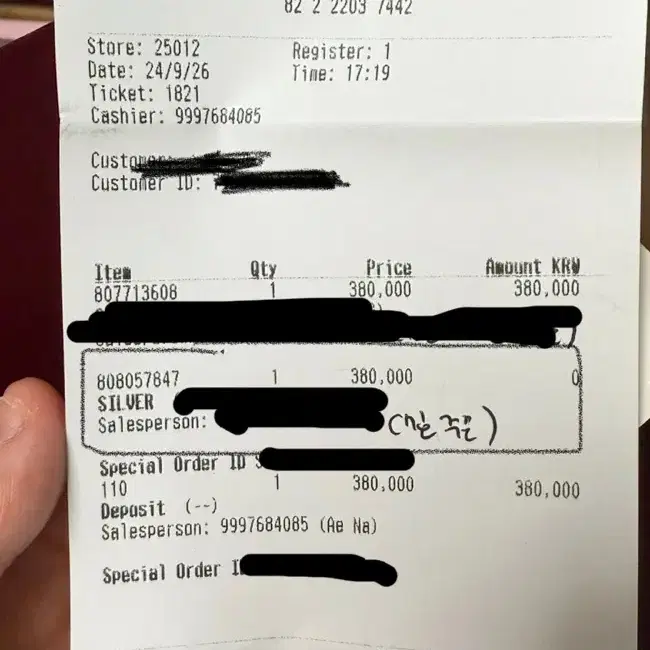 82 2 2203 7442
Store: 25012 Register: 1
Date: 24/9/26 Time: 17:19
Ticket: 1821
Cashier: 9997684085
Customer ID:
Item Qty Price Amount KRW
807713608 1 380,000 380,000
808057847 1 380,000 0
SILVER
Salesperson:
Special Order ID
110 1 380,000 380,000
Deposit (--)
Salesperson: 9997684085 (Ae Na)
Special Order